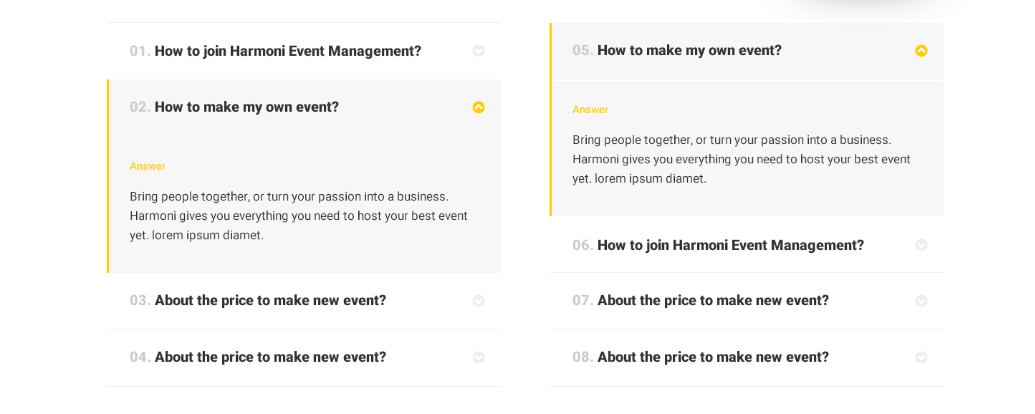 01. How to join Harmoni Event Management?
02. How to make my own event?
Answer
Bring people together, or turn your passion into a business.
Harmoni gives you everything you need to host your best event
yet. lorem ipsum diamet.
03. About the price to make new event?
04. About the price to make new event?
05. How to make my own event?
Answer
Bring people together, or turn your passion into a business.
Harmoni gives you everything you need to host your best event
yet. lorem ipsum diamet.
06. How to join Harmoni Event Management?
07. About the price to make new event?
08. About the price to make new event?